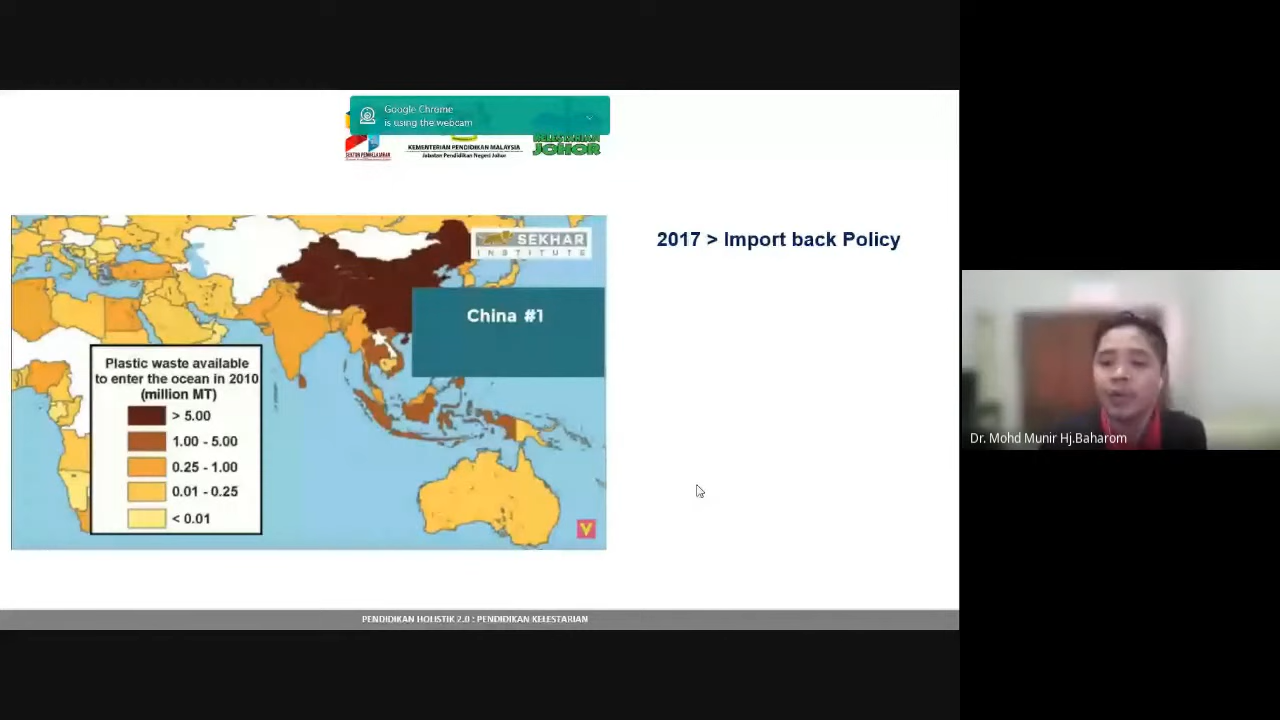 Google Chrome
is using the webcam
SEKTOR PEMBELAJARAN
KEMENTERIAN PENDIDIKAN MALAYSIA
Jabatan Pendidikan Negeri Johor
KELESTARIAN
JOHOR
SEKHAR
INSTITUTE
2017 > Import back Policy
China #1
Plastic waste available
to enter the ocean in 2010
(million MT)
> 5.00
1.00 - 5.00
0.25 - 1.00
0.01 - 0.25
< 0.01
V
Dr. Mohd Munir Hj.Baharom
PENDIDIKAN HOLISTIK 2.0 : PENDIDIKAN KELESTARIAN